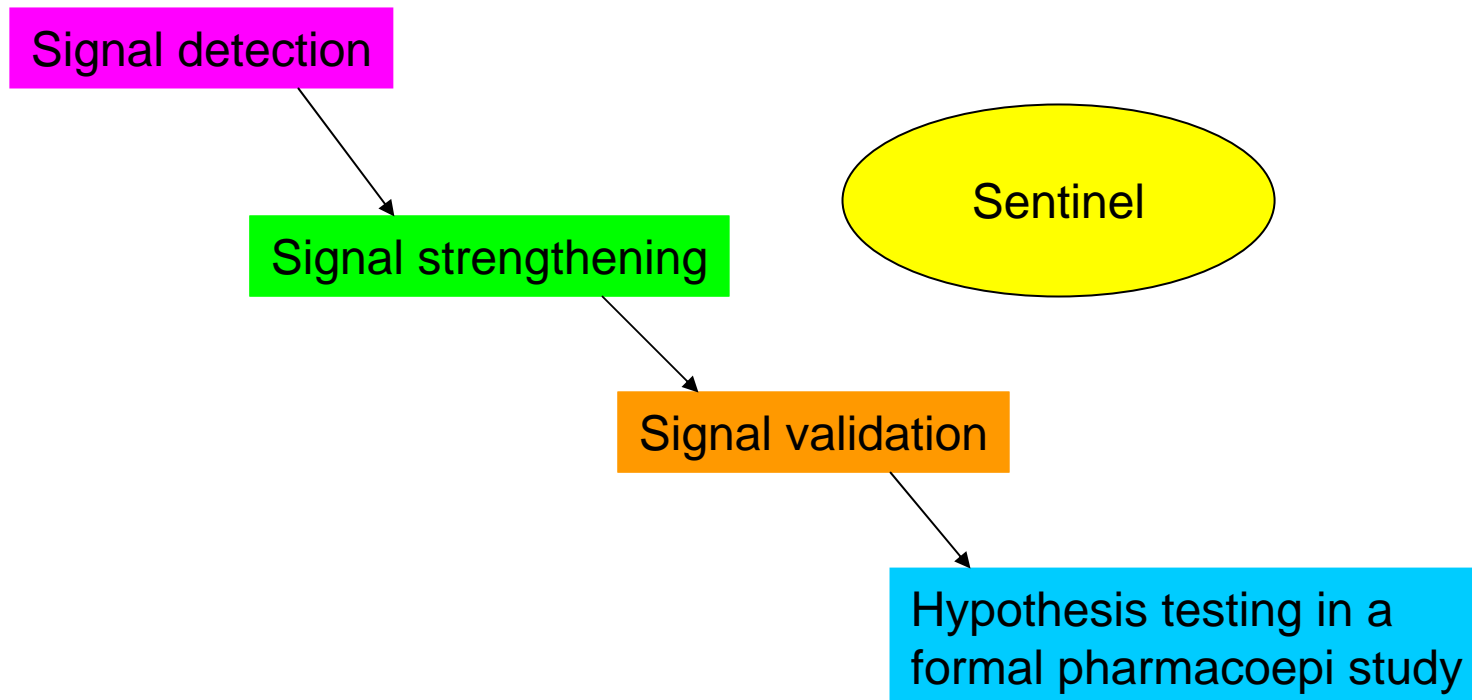 Signal detection
Sentinel
Signal strengthening
Signal validation
Hypothesis testing in a
formal pharmacoepi study